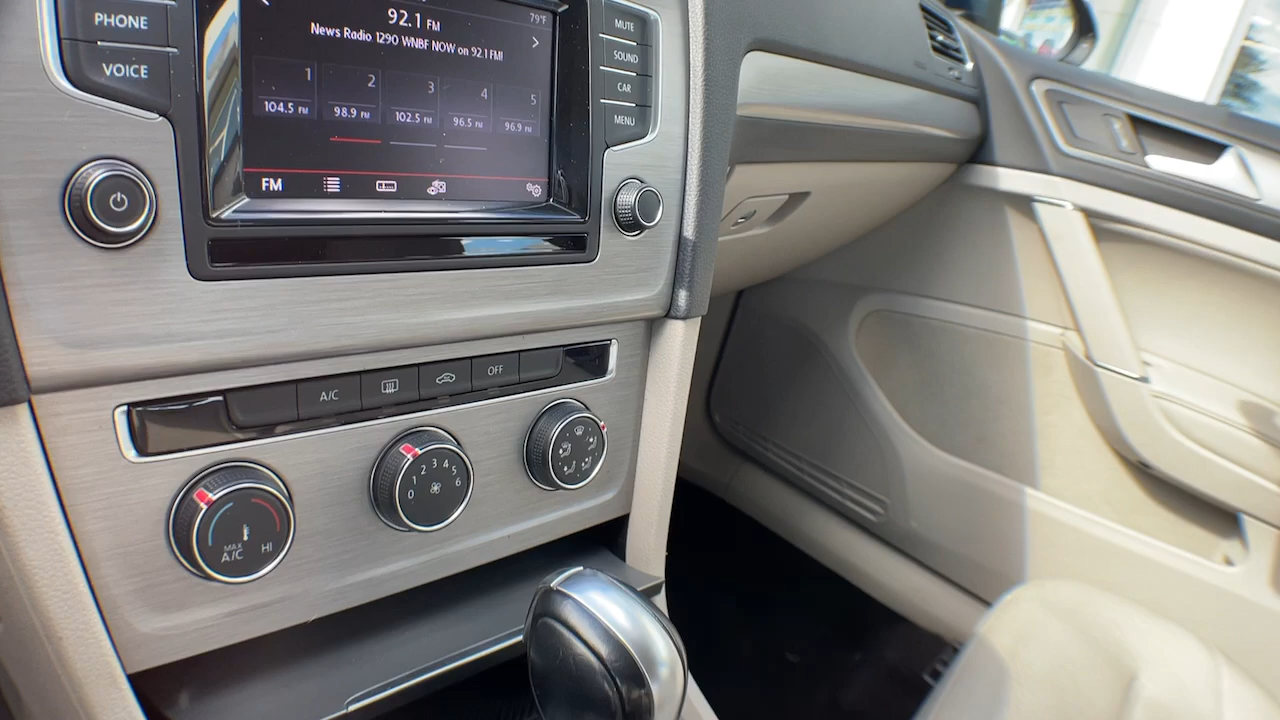 PHONE
VOICE
92.1 FM
79°F
News Radio 1290 WNBF NOW on 92.1 FM!
1 2 3 4 5
104.5 FM 98.9 FM 102.5 FM 96.5 FM 96.9 FM
FM
MUTE
SOUND
CAR
MENU
A/C
OFF
MAX
A/C HI
0 1 2 3 4 5 6